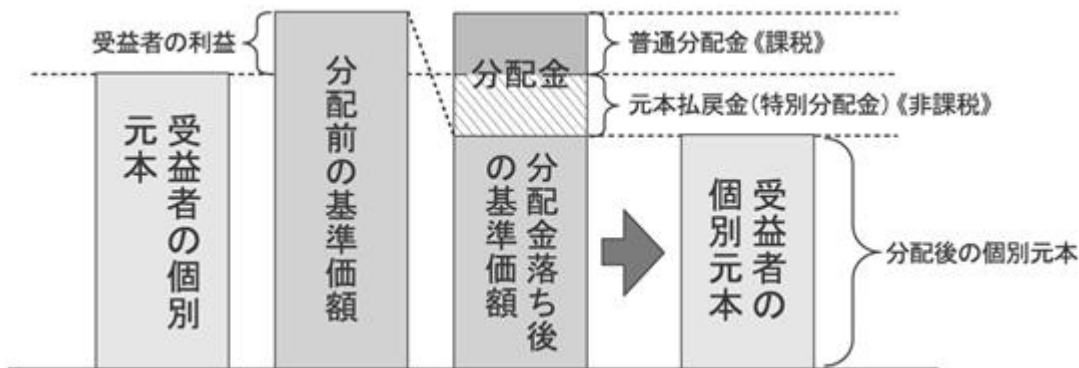 受益者の利益
受益者の個別
元本
分配前の基準価額
分配金
分配金落ち後
の基準価額
普通分配金《課税》
元本払戻金(特別分配金)《非課税》
受益者の
個別元本
分配後の個別元本